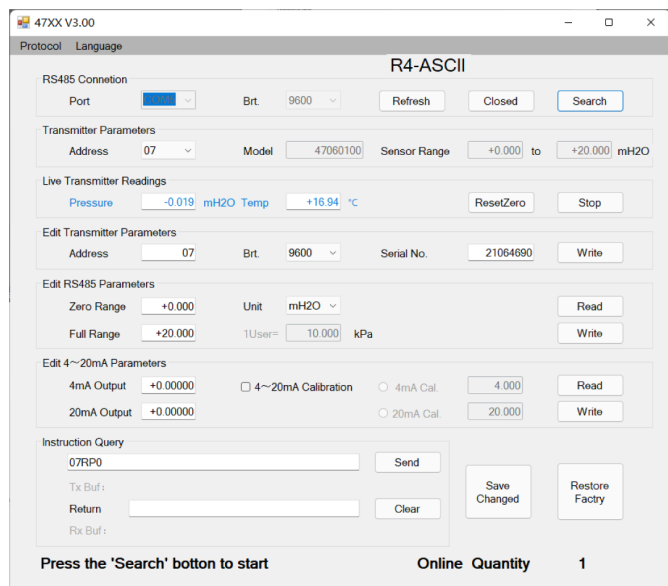 47XX V3.00
Protocol Language
R4-ASCII
RS485 Connetion
Port Brt. 9600 Refresh Closed Search
Transmitter Parameters
Address 07 Model 47060100 Sensor Range +0.000 to +20.000 mH2O
Live Transmitter Readings
Pressure -0.019 mH2O Temp +16.94 °C ResetZero Stop
Edit Transmitter Parameters
Address 07 Brt. 9600 Serial No. 21064690 Write
Edit RS485 Parameters
Zero Range +0.000 Unit mH2O Read
Full Range +20.000 1User= 10.000 kPa Write
Edit 4～20mA Parameters
4mA Output +0.00000 4～20mA Calibration 4mA Cal. 4.000 Read
20mA Output +0.00000 20mA Cal. 20.000 Write
Instruction Query
07RP0 Send
Tx Buf:
Return Clear
Rx Buf:
Save Changed
Restore Factry
Press the 'Search' botton to start Online Quantity 1